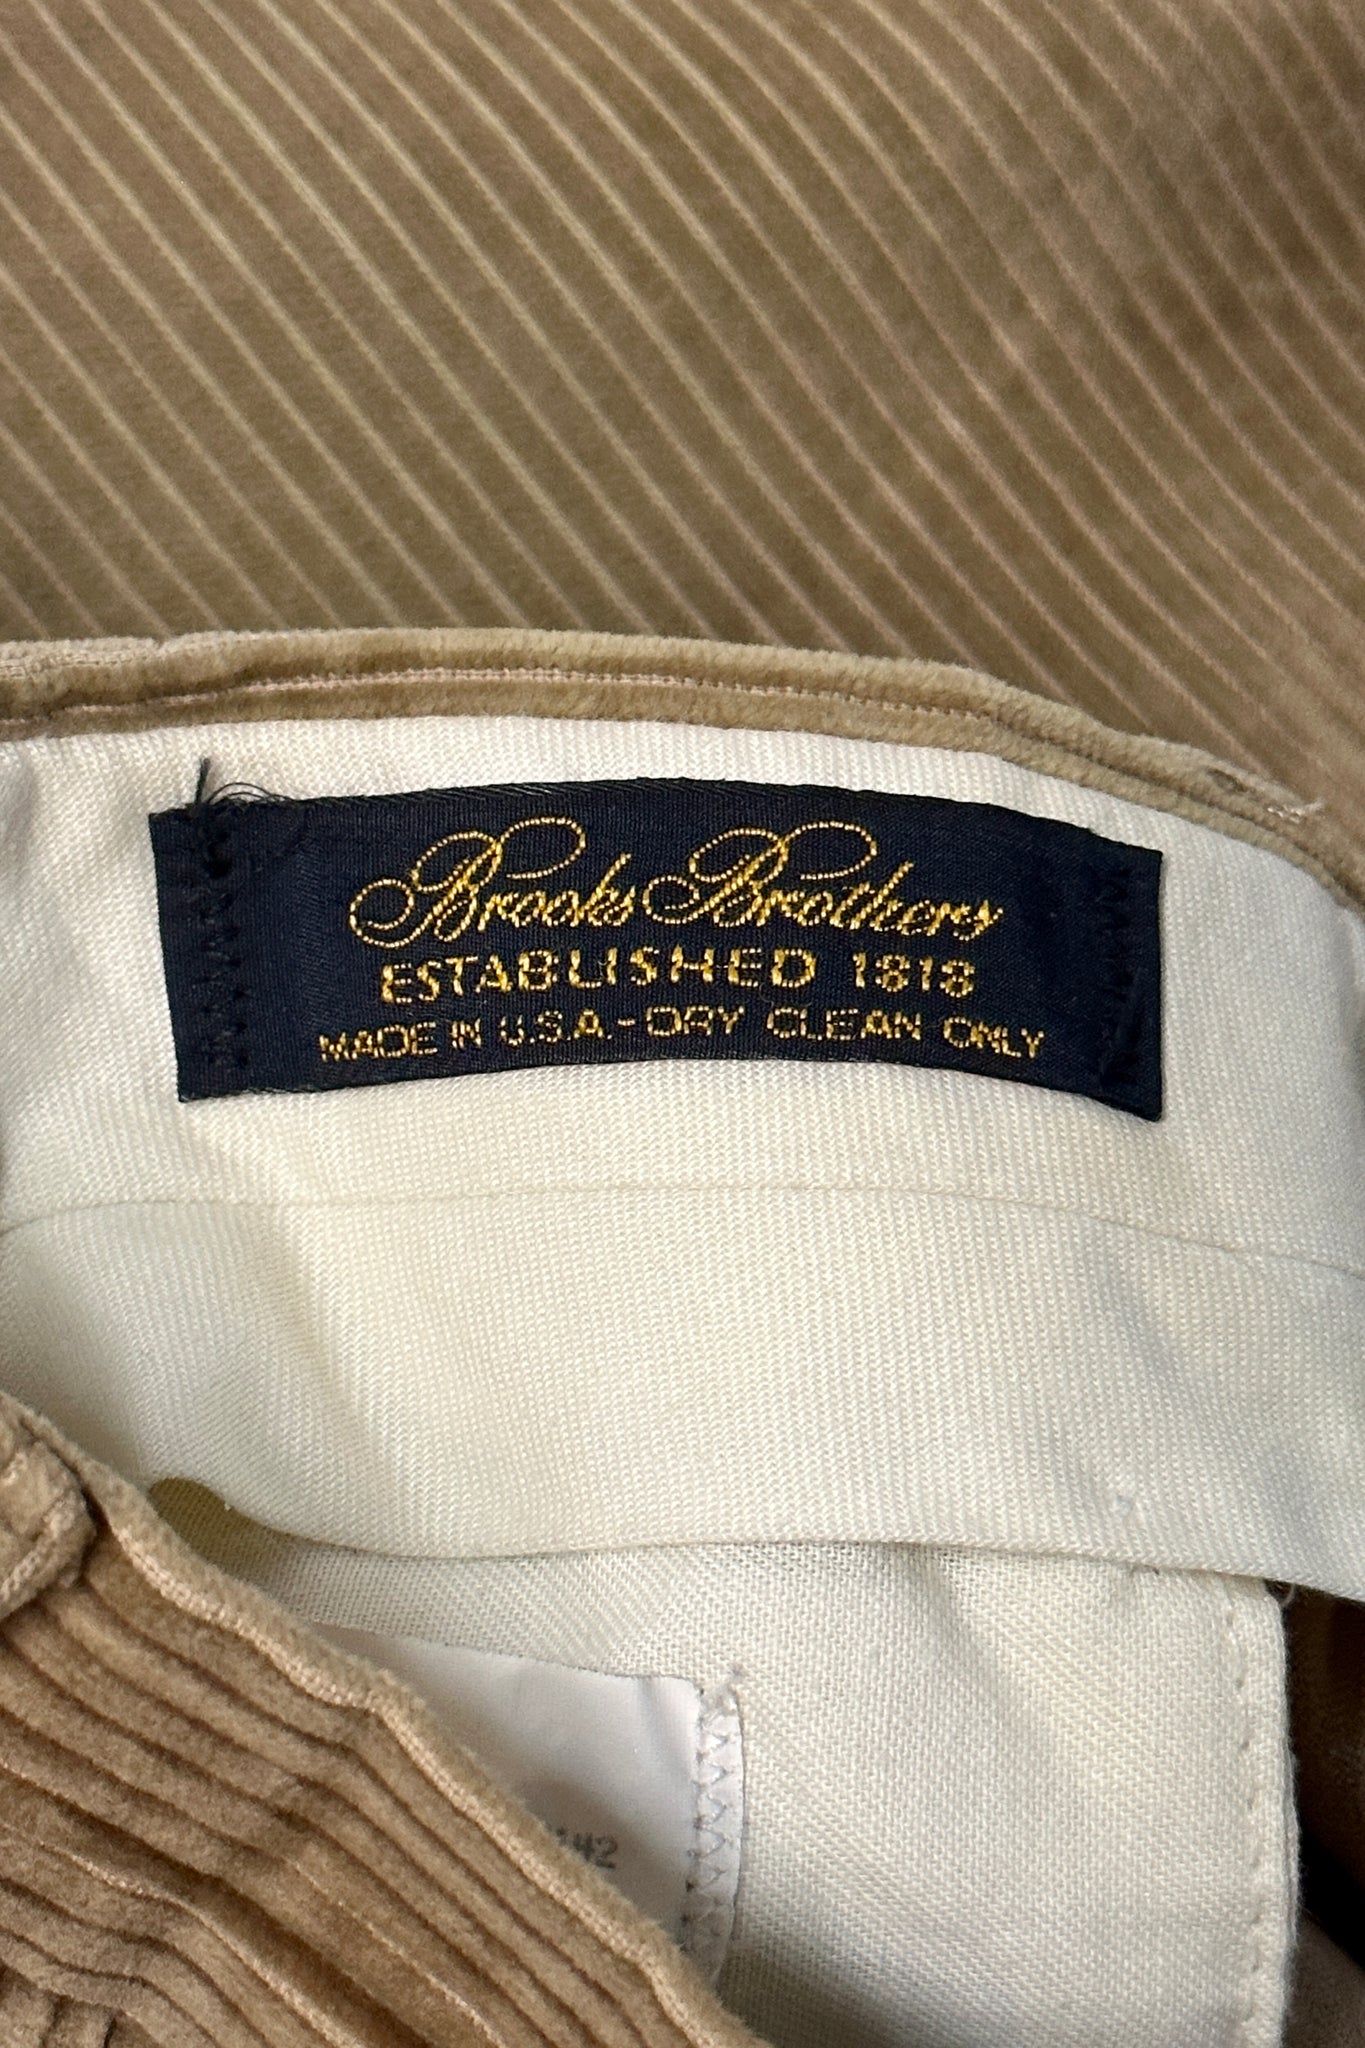 Brooks Brothers
ESTABLISHED 1818
MADE IN U.S.A.-DRY CLEAN ONLY